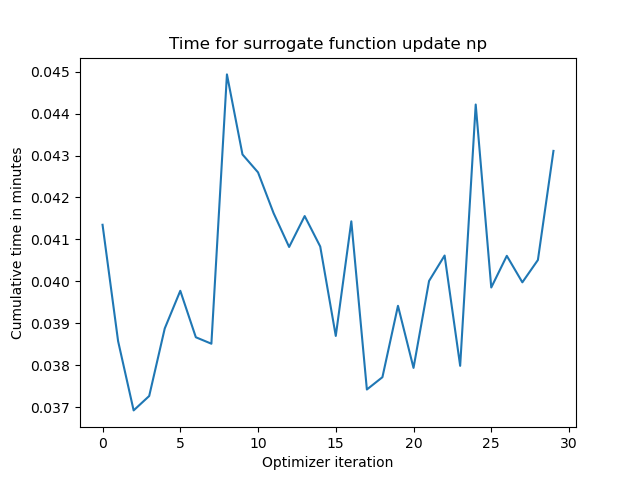 Time for surrogate function update np
Cumulative time in minutes
0.045
0.044
0.043
0.042
0.041
0.040
0.039
0.038
0.037
0 5 10 15 20 25 30
Optimizer iteration